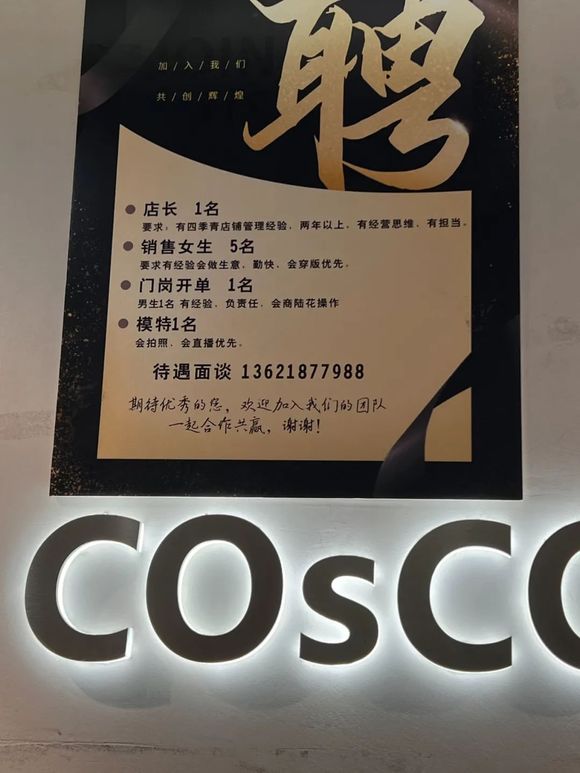 聘
加/入/我/们
共/创/辉/煌
店长 1名
要求：有四季青店铺管理经验，两年以上，有经营思维，有担当。
销售女生 5名
要求有经验会做生意，勤快，会穿版优先。
门岗开单 1名
男生1名 有经验，负责任，会商陆花操作
模特1名
会拍照，会直播优先。
待遇面谈 13621877988
期待优秀的您，欢迎加入我们的团队
一起合作共赢，谢谢！
COsC